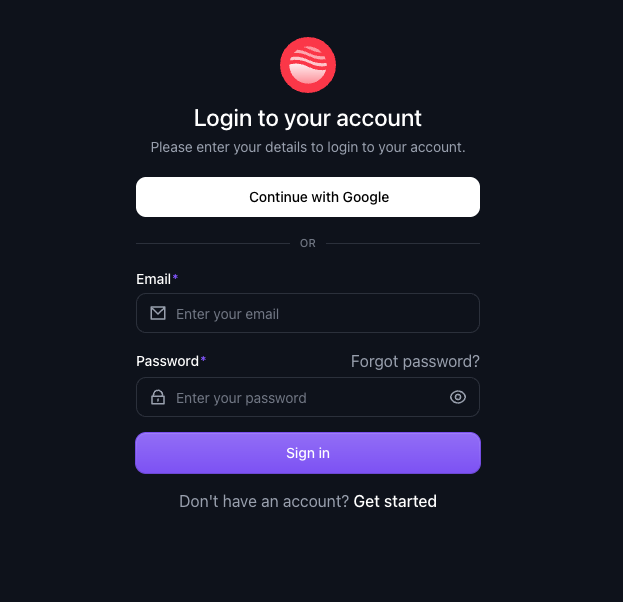 Login to your account
Please enter your details to login to your account.
Continue with Google
OR
Email*
Enter your email
Password* Forgot password?
Enter your password
Sign in
Don't have an account? Get started